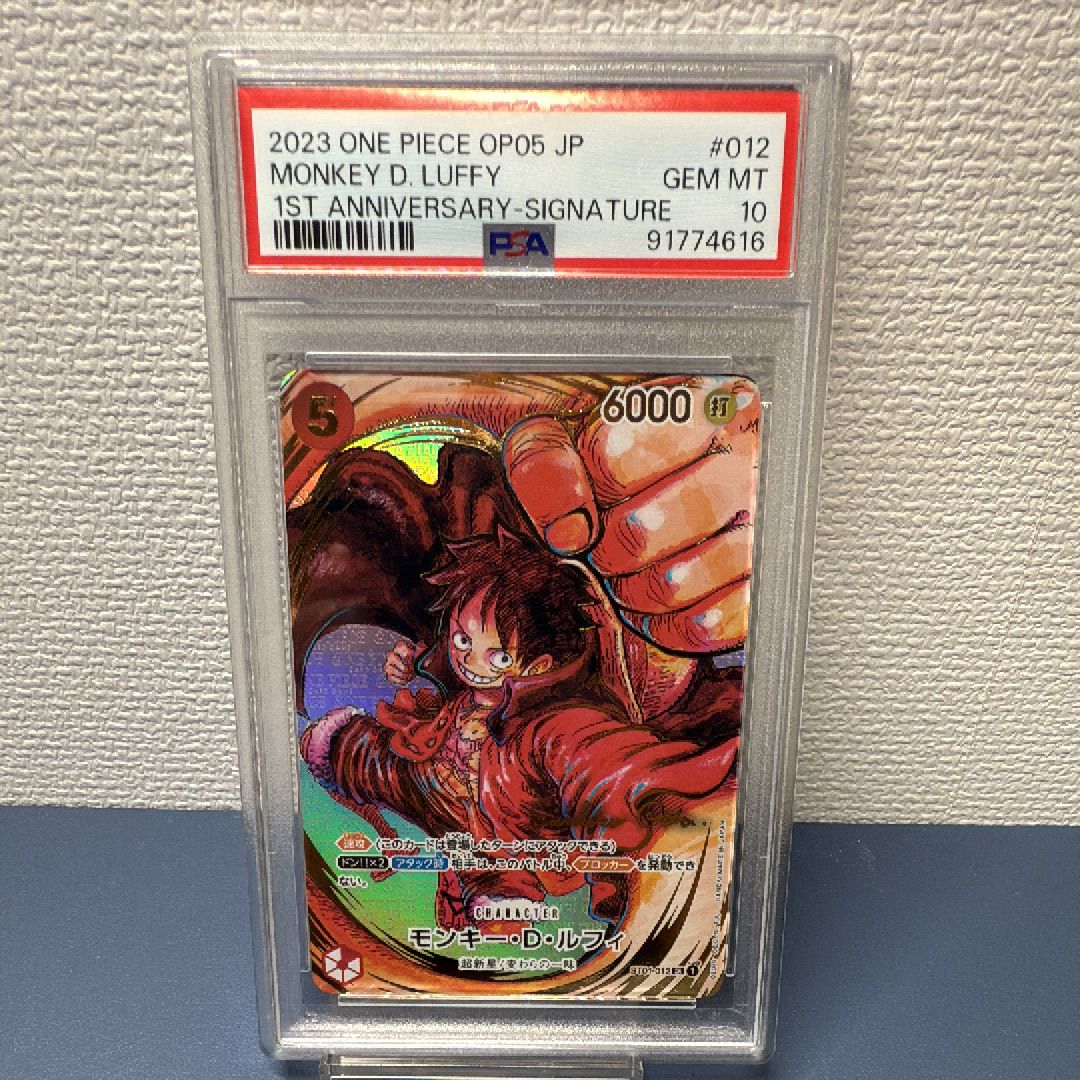 2023 ONE PIECE OP05 JP #012
MONKEY D. LUFFY GEM MT
1ST ANNIVERSARY-SIGNATURE 10
PSA 91774616
5 6000 打
速攻 (このカードは登場したターンにアタックできる)
ドン!!×2 アタック時 相手は、このバトル中、ブロッカー を発動でき
ない。
CHARACTER
モンキー・D・ルフィ
超新星/麦わらの一味
ST01-012 SR 1